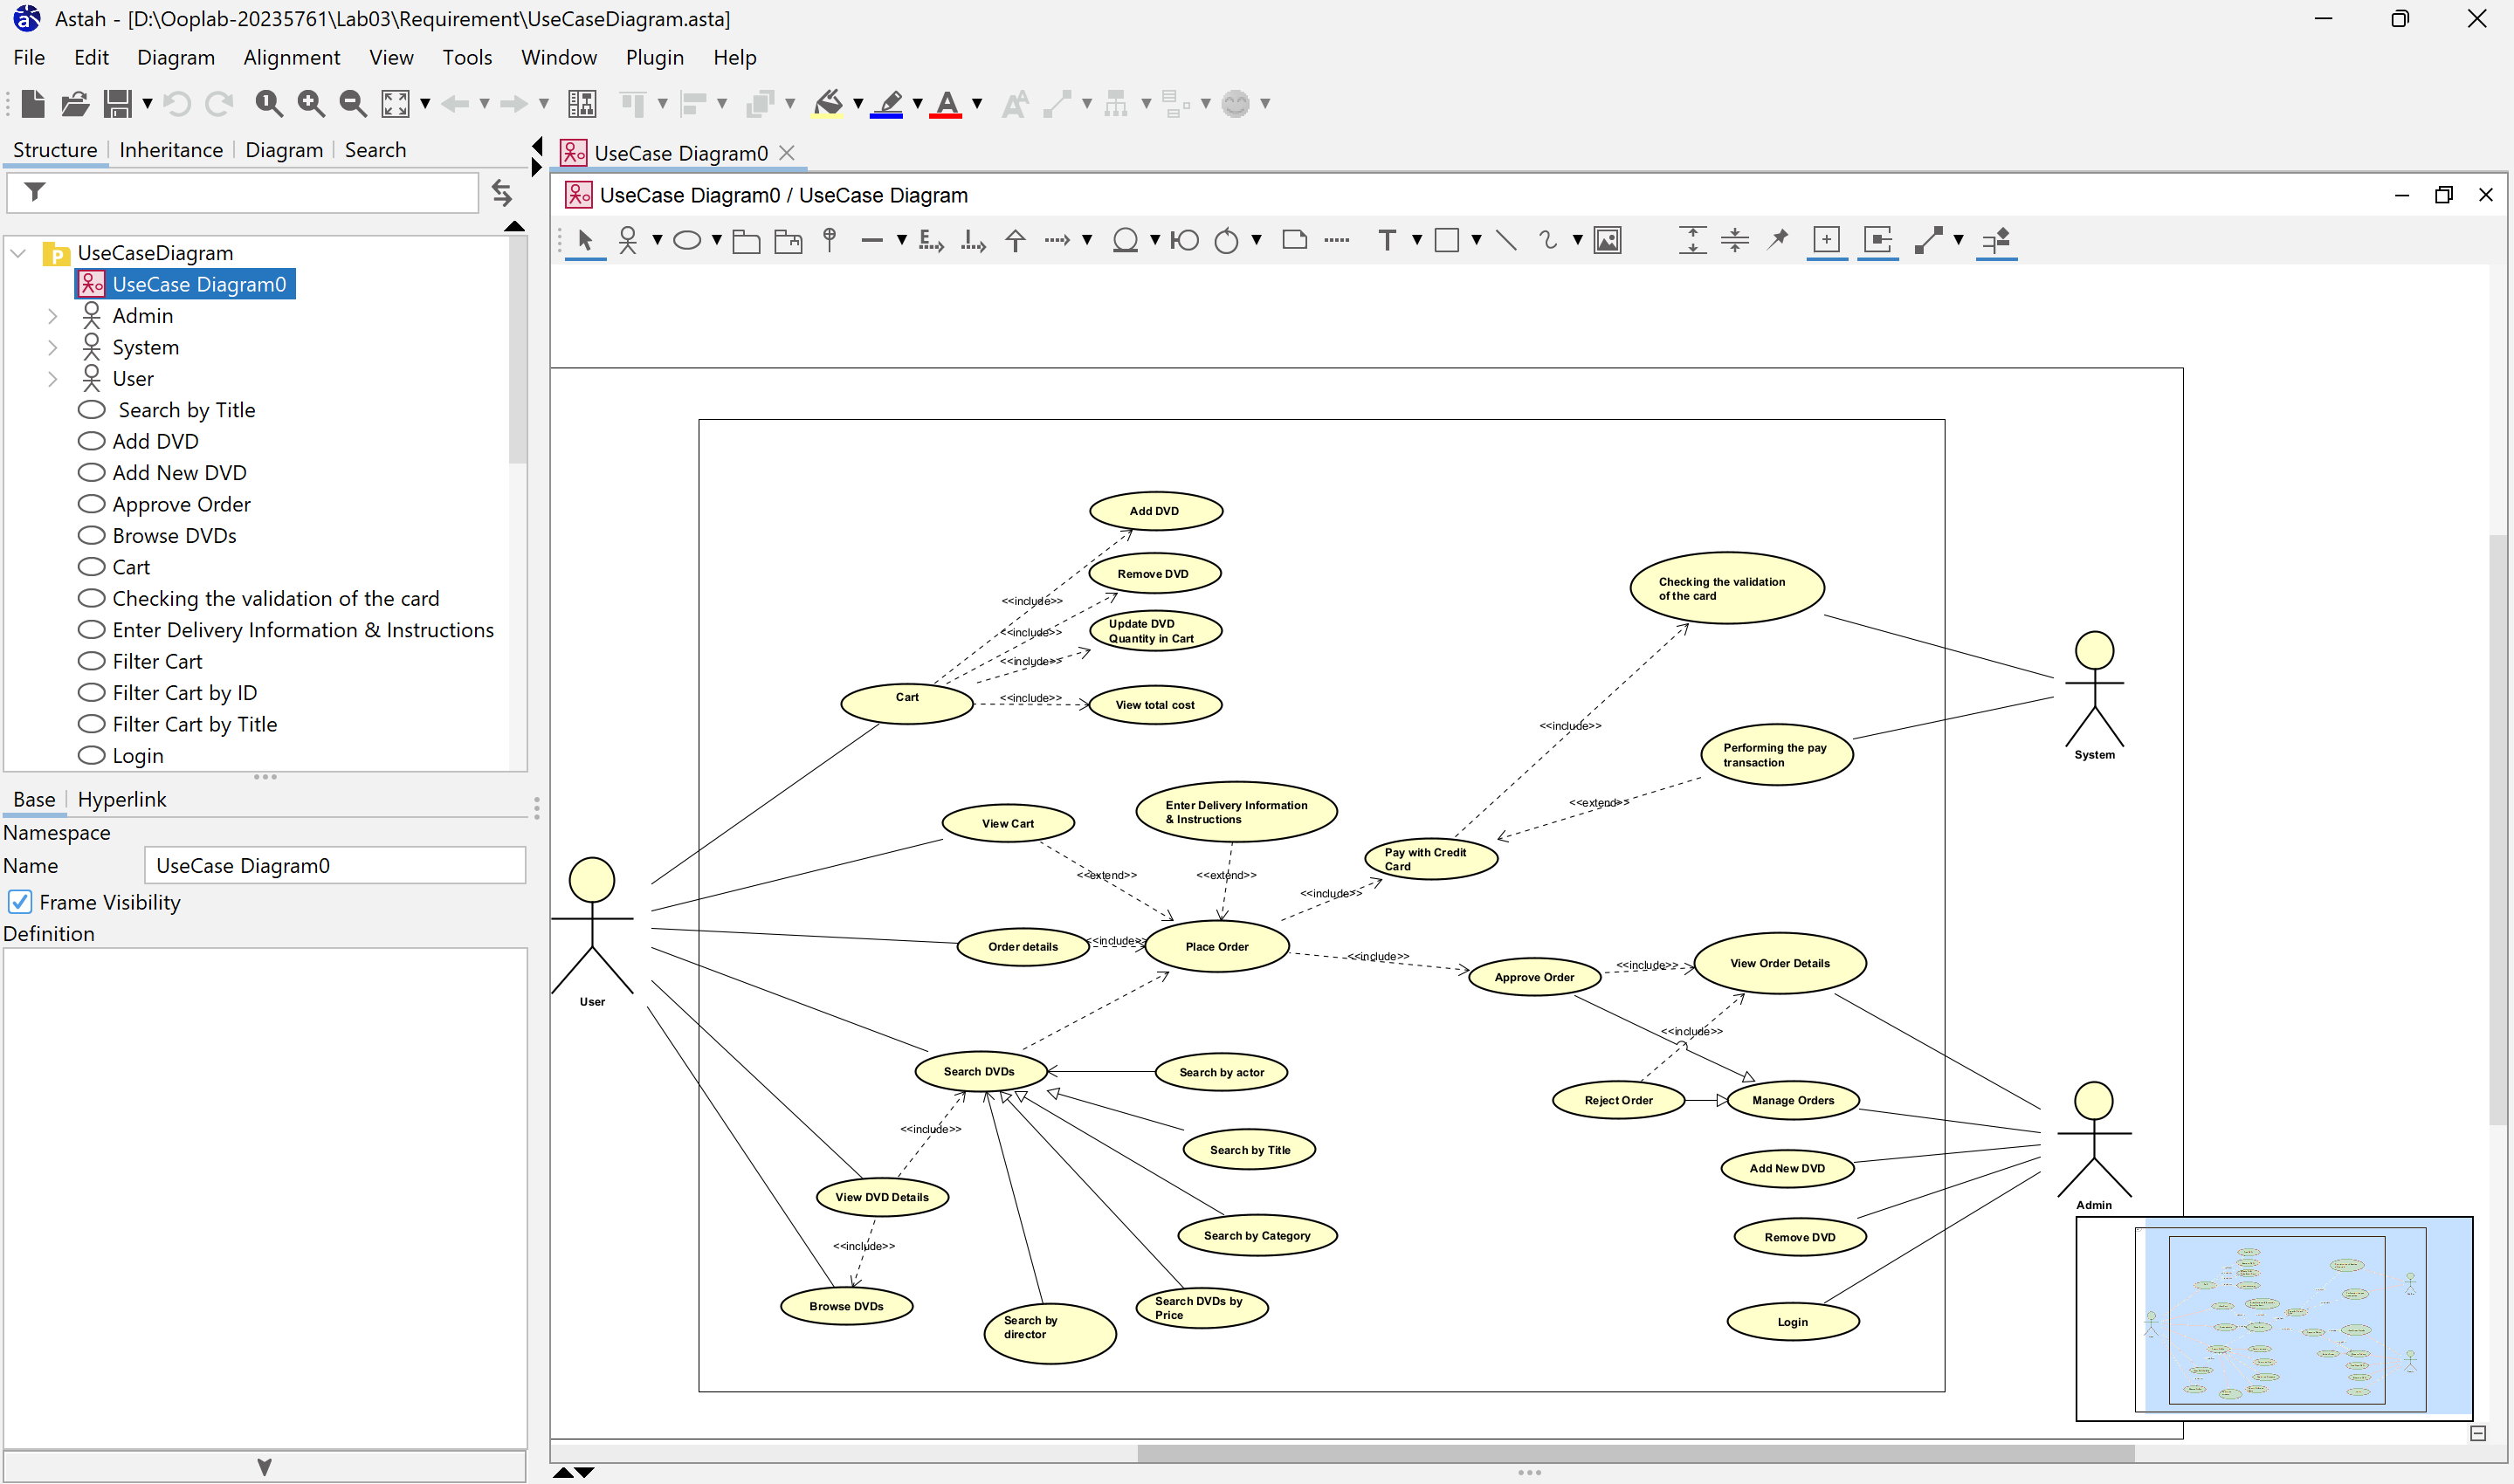 Astah - [D:\Ooplab-20235761\Lab03\Requirement\UseCaseDiagram.asta]
File Edit Diagram Alignment View Tools Window Plugin Help
Structure Inheritance Diagram Search
UseCase Diagram0
UseCase Diagram0 / UseCase Diagram
UseCaseDiagram
UseCase Diagram0
Admin
System
User
Search by Title
Add DVD
Add New DVD
Approve Order
Browse DVDs
Cart
Checking the validation of the card
Enter Delivery Information & Instructions
Filter Cart
Filter Cart by ID
Filter Cart by Title
Login
Base Hyperlink
Namespace
Name UseCase Diagram0
Frame Visibility
Definition
Add DVD
Remove DVD
Checking the validation
of the card
<<include>>
Update DVD
Quantity in Cart
<<include>>
<<include>>
Cart
<<include>>
View total cost
<<include>>
Performing the pay
transaction
System
<<extend>>
Enter Delivery Information
& Instructions
View Cart
Pay with Credit
Card
<<extend>>
<<extend>>
<<include>>
Order details
<<include>>
Place Order
<<include>>
View Order Details
<<include>>
Approve Order
User
<<include>>
Search DVDs
Search by actor
Reject Order
Manage Orders
<<include>>
Search by Title
Add New DVD
View DVD Details
Admin
Search by Category
Remove DVD
<<include>>
Browse DVDs
Search DVDs by
Price
Search by
director
Login